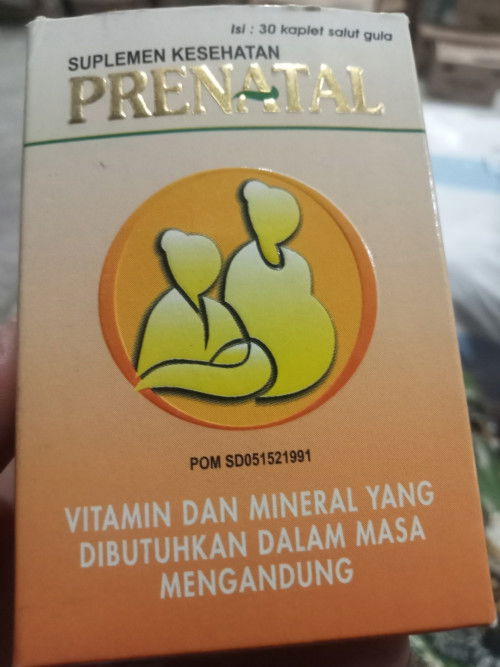 Isi : 30 kaplet salut gula
SUPLEMEN KESEHATAN
PRENATAL
POM SD051521991
VITAMIN DAN MINERAL YANG
DIBUTUHKAN DALAM MASA
MENGANDUNG